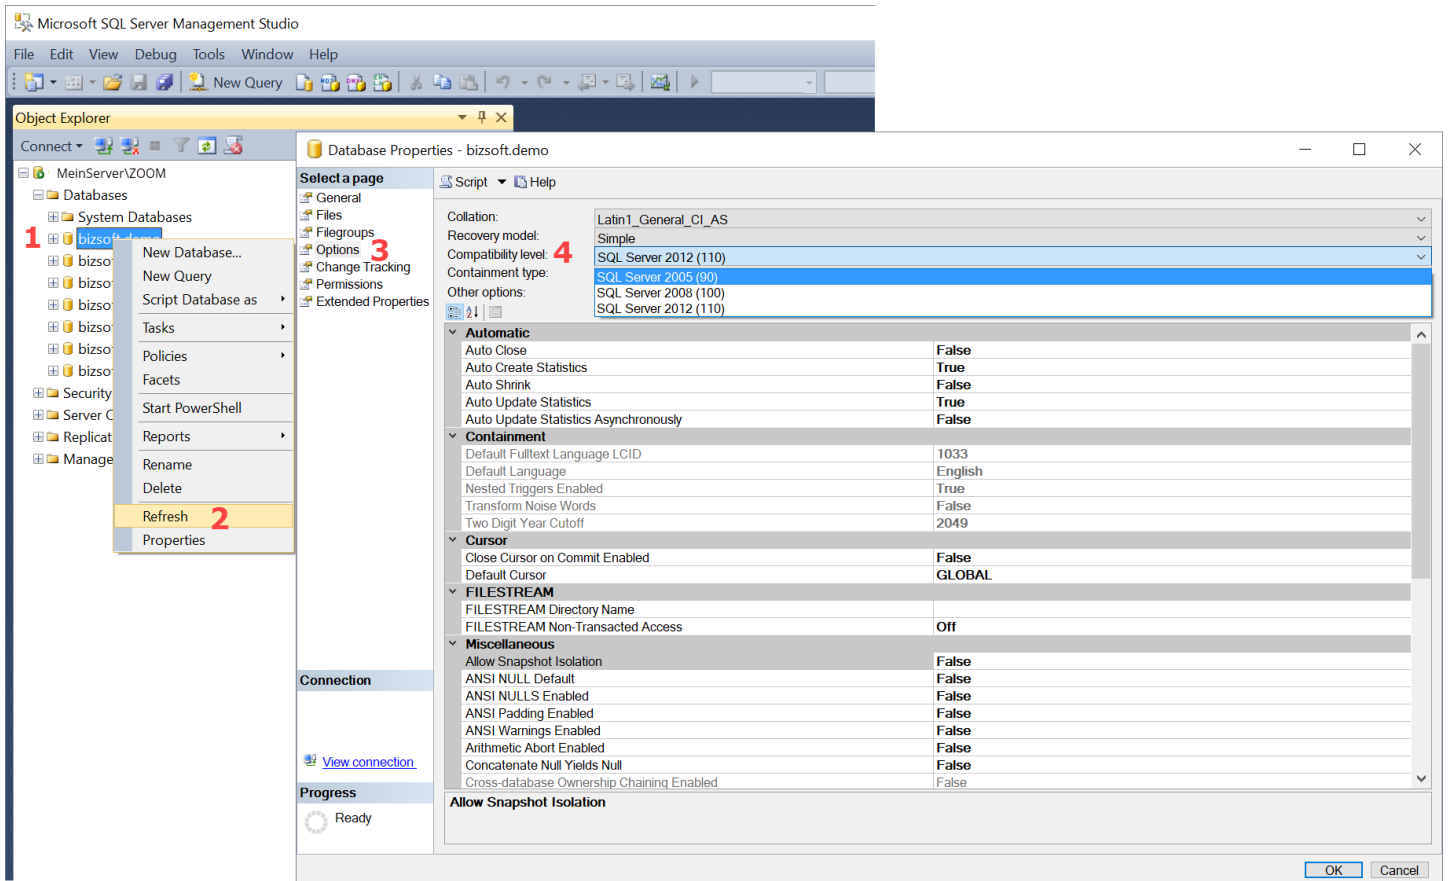 Microsoft SQL Server Management Studio
File Edit View Debug Tools Window Help
New Query
Object Explorer
Connect
MeinServer\ZOOM
Databases
System Databases
1
bizsoft.demo
bizso
bizso
bizso
bizso
bizso
bizso
Security
Server C
Replicat
Manage
New Database...
New Query
Script Database as
Tasks
Policies
Facets
Start PowerShell
Reports
Rename
Delete
Refresh 2
Properties
Database Properties - bizsoft.demo
Select a page
General
Files
Filegroups
Options 3
Change Tracking
Permissions
Extended Properties
Connection
View connection
Progress
Ready
Script Help
Collation: Latin1_General_CI_AS
Recovery model: Simple
Compatibility level: 4 SQL Server 2012 (110)
Containment type: SQL Server 2005 (90)
Other options: SQL Server 2008 (100)
SQL Server 2012 (110)
Automatic
Auto Close False
Auto Create Statistics True
Auto Shrink False
Auto Update Statistics True
Auto Update Statistics Asynchronously False
Containment
Default Fulltext Language LCID 1033
Default Language English
Nested Triggers Enabled True
Transform Noise Words False
Two Digit Year Cutoff 2049
Cursor
Close Cursor on Commit Enabled False
Default Cursor GLOBAL
FILESTREAM
FILESTREAM Directory Name
FILESTREAM Non-Transacted Access Off
Miscellaneous
Allow Snapshot Isolation False
ANSI NULL Default False
ANSI NULLS Enabled False
ANSI Padding Enabled False
ANSI Warnings Enabled False
Arithmetic Abort Enabled False
Concatenate Null Yields Null False
Cross-database Ownership Chaining Enabled False
Allow Snapshot Isolation
OK Cancel